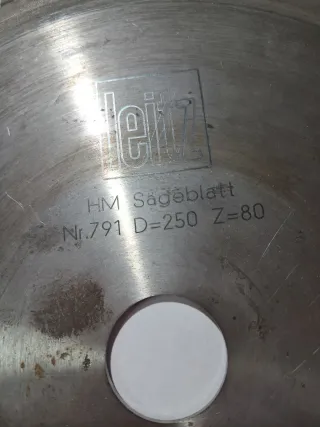 leitz
HM Sägeblatt
Nr.791 D=250 Z=80